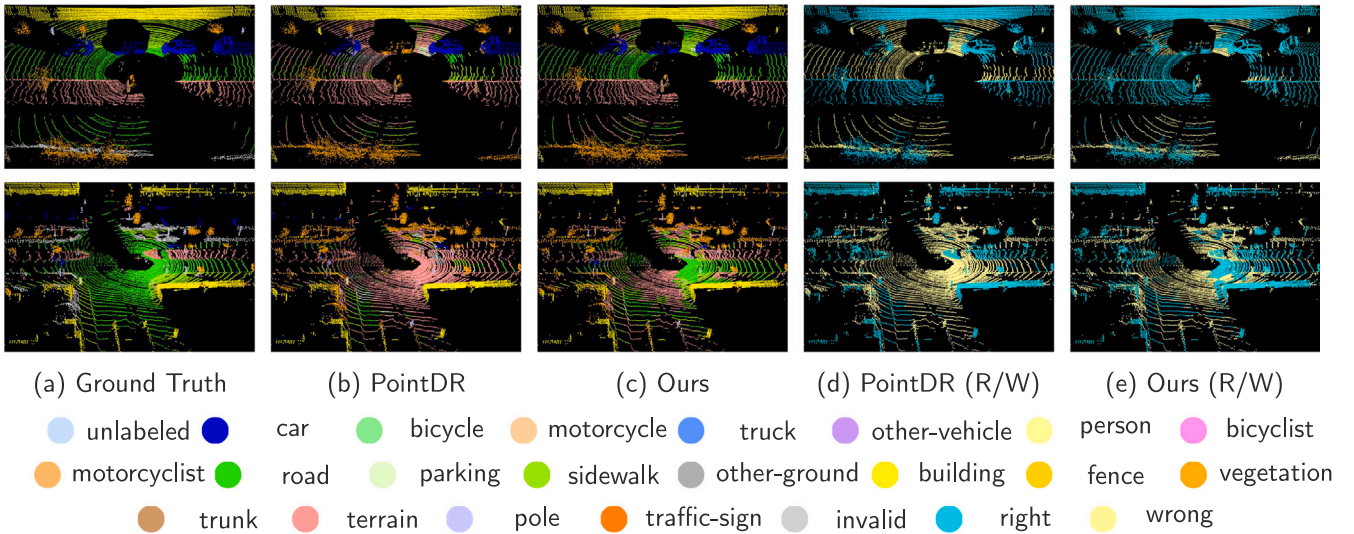 (a) Ground Truth (b) PointDR (c) Ours (d) PointDR (R/W) (e) Ours (R/W)
unlabeled car bicycle motorcycle truck other-vehicle person bicyclist
motorcyclist road parking sidewalk other-ground building fence vegetation
trunk terrain pole traffic-sign invalid right wrong